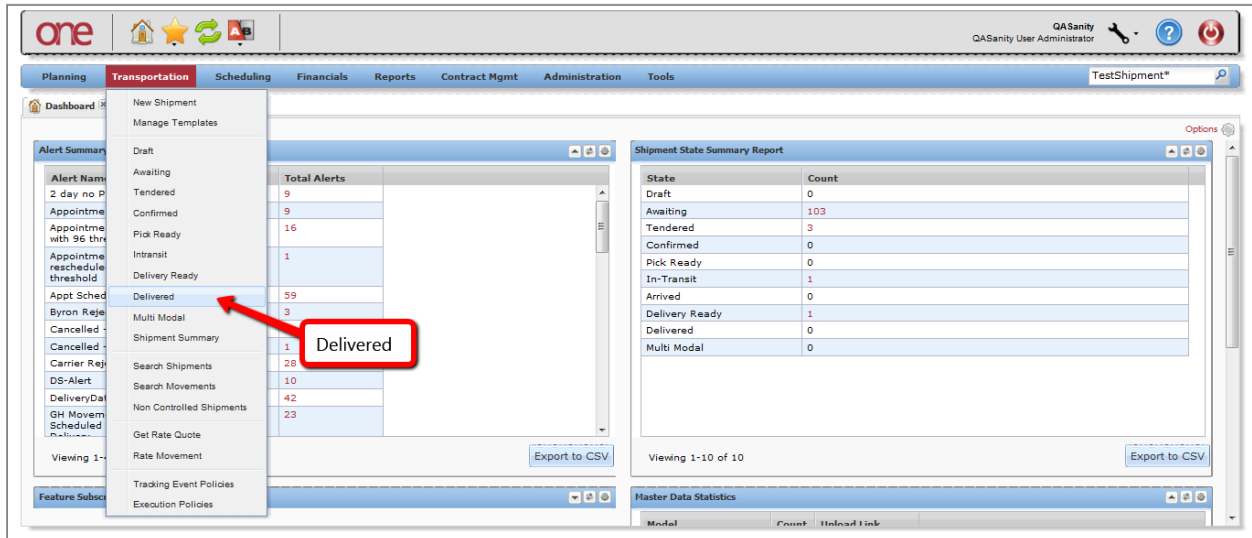 one
AB
QASanity
QASanity User Administrator
Planning Transportation Scheduling Financials Reports Contract Mgmt Administration Tools
TestShipment*
Dashboard
Options
New Shipment
Manage Templates
Draft
Awaiting
Tendered
Confirmed
Pick Ready
Intransit
Delivery Ready
Delivered
Multi Modal
Shipment Summary
Search Shipments
Search Movements
Non Controlled Shipments
Get Rate Quote
Rate Movement
Tracking Event Policies
Execution Policies
Delivered
Alert Summary
Alert Name Total Alerts
2 day no P 9
Appointme 9
Appointme 16
with 96 thre
Appointme 1
reschedule
threshold
Appt Sched 59
Byron Reje 3
Cancelled -
Cancelled - 1
Carrier Rej 28
DS-Alert 10
DeliveryDat 42
GH Movem 23
Scheduled
Viewing 1-
Export to CSV
Shipment State Summary Report
State Count
Draft 0
Awaiting 103
Tendered 3
Confirmed 0
Pick Ready 0
In-Transit 1
Arrived 0
Delivery Ready 1
Delivered 0
Multi Modal 0
Viewing 1-10 of 10
Export to CSV
Feature Subsc
Master Data Statistics
Model Count Upload Link